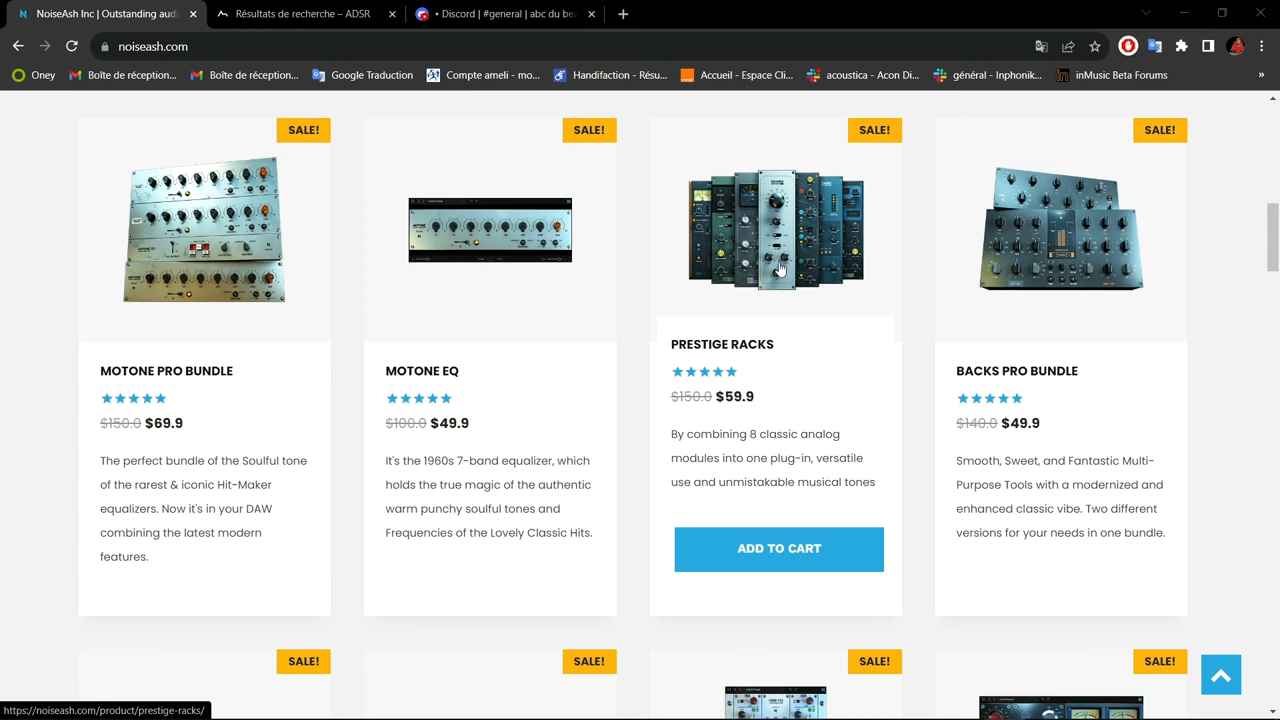 NoiseAsh Inc | Outstanding audi
Résultats de recherche – ADSR
• Discord | #general | abc du bea
noiseash.com
Oney
Boîte de réception...
Boîte de réception...
Google Traduction
Compte ameli - mo...
Handifaction - Résu...
Accueil - Espace Cli...
acoustica - Acon Di...
général - Inphonik...
inMusic Beta Forums
»
SALE!
SALE!
SALE!
SALE!
MOTONE PRO BUNDLE
$150.0 $69.9
The perfect bundle of the Soulful tone
of the rarest & iconic Hit-Maker
equalizers. Now it's in your DAW
combining the latest modern
features.
MOTONE EQ
$100.0 $49.9
It's the 1960s 7-band equalizer, which
holds the true magic of the authentic
warm punchy soulful tones and
Frequencies of the Lovely Classic Hits.
PRESTIGE RACKS
$150.0 $59.9
By combining 8 classic analog
modules into one plug-in, versatile
use and unmistakable musical tones
ADD TO CART
BACKS PRO BUNDLE
$140.0 $49.9
Smooth, Sweet, and Fantastic Multi-
Purpose Tools with a modernized and
enhanced classic vibe. Two different
versions for your needs in one bundle.
SALE!
SALE!
SALE!
SALE!
https://noiseash.com/product/prestige-racks/